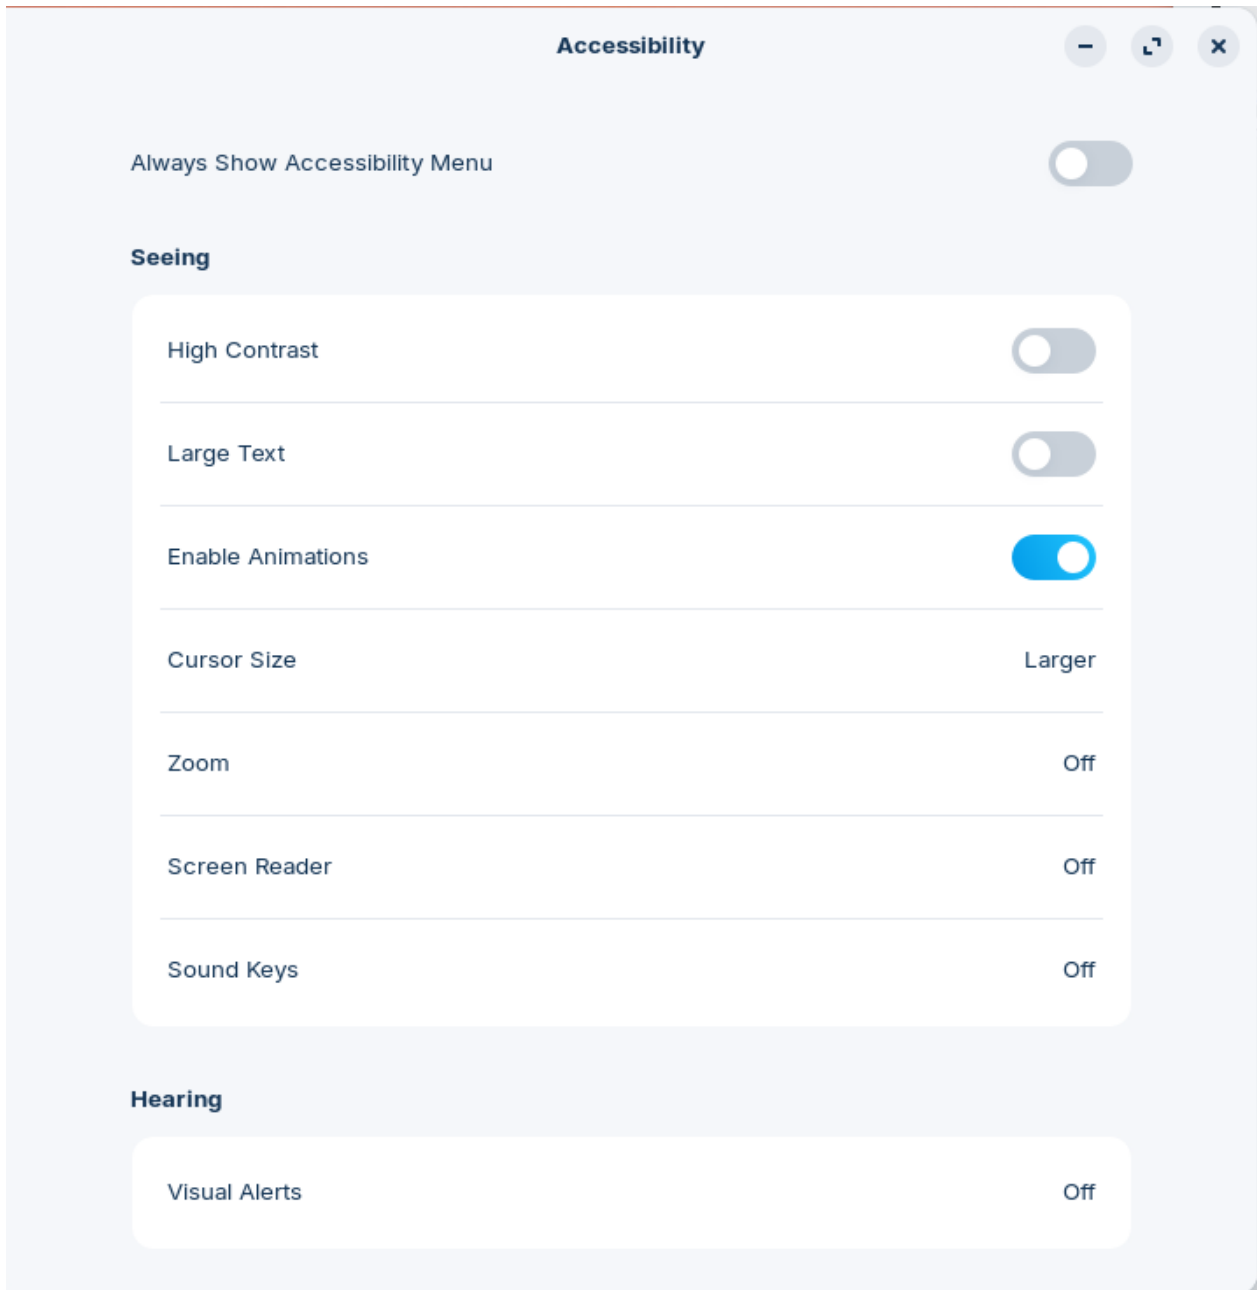 Accessibility
Always Show Accessibility Menu
Seeing
High Contrast
Large Text
Enable Animations
Cursor Size Larger
Zoom Off
Screen Reader Off
Sound Keys Off
Hearing
Visual Alerts Off